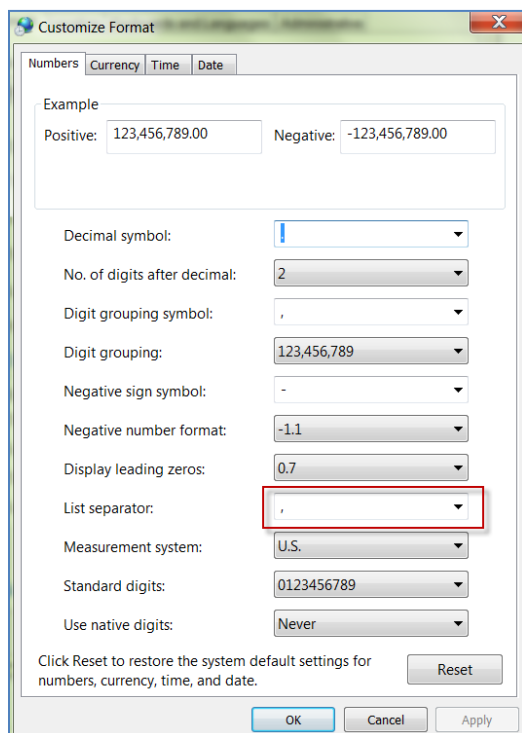 Customize Format
Numbers Currency Time Date
Example
Positive: 123,456,789.00 Negative: -123,456,789.00
Decimal symbol: .
No. of digits after decimal: 2
Digit grouping symbol: ,
Digit grouping: 123,456,789
Negative sign symbol: -
Negative number format: -1.1
Display leading zeros: 0.7
List separator: ,
Measurement system: U.S.
Standard digits: 0123456789
Use native digits: Never
Click Reset to restore the system default settings for
numbers, currency, time, and date.
Reset
OK Cancel Apply